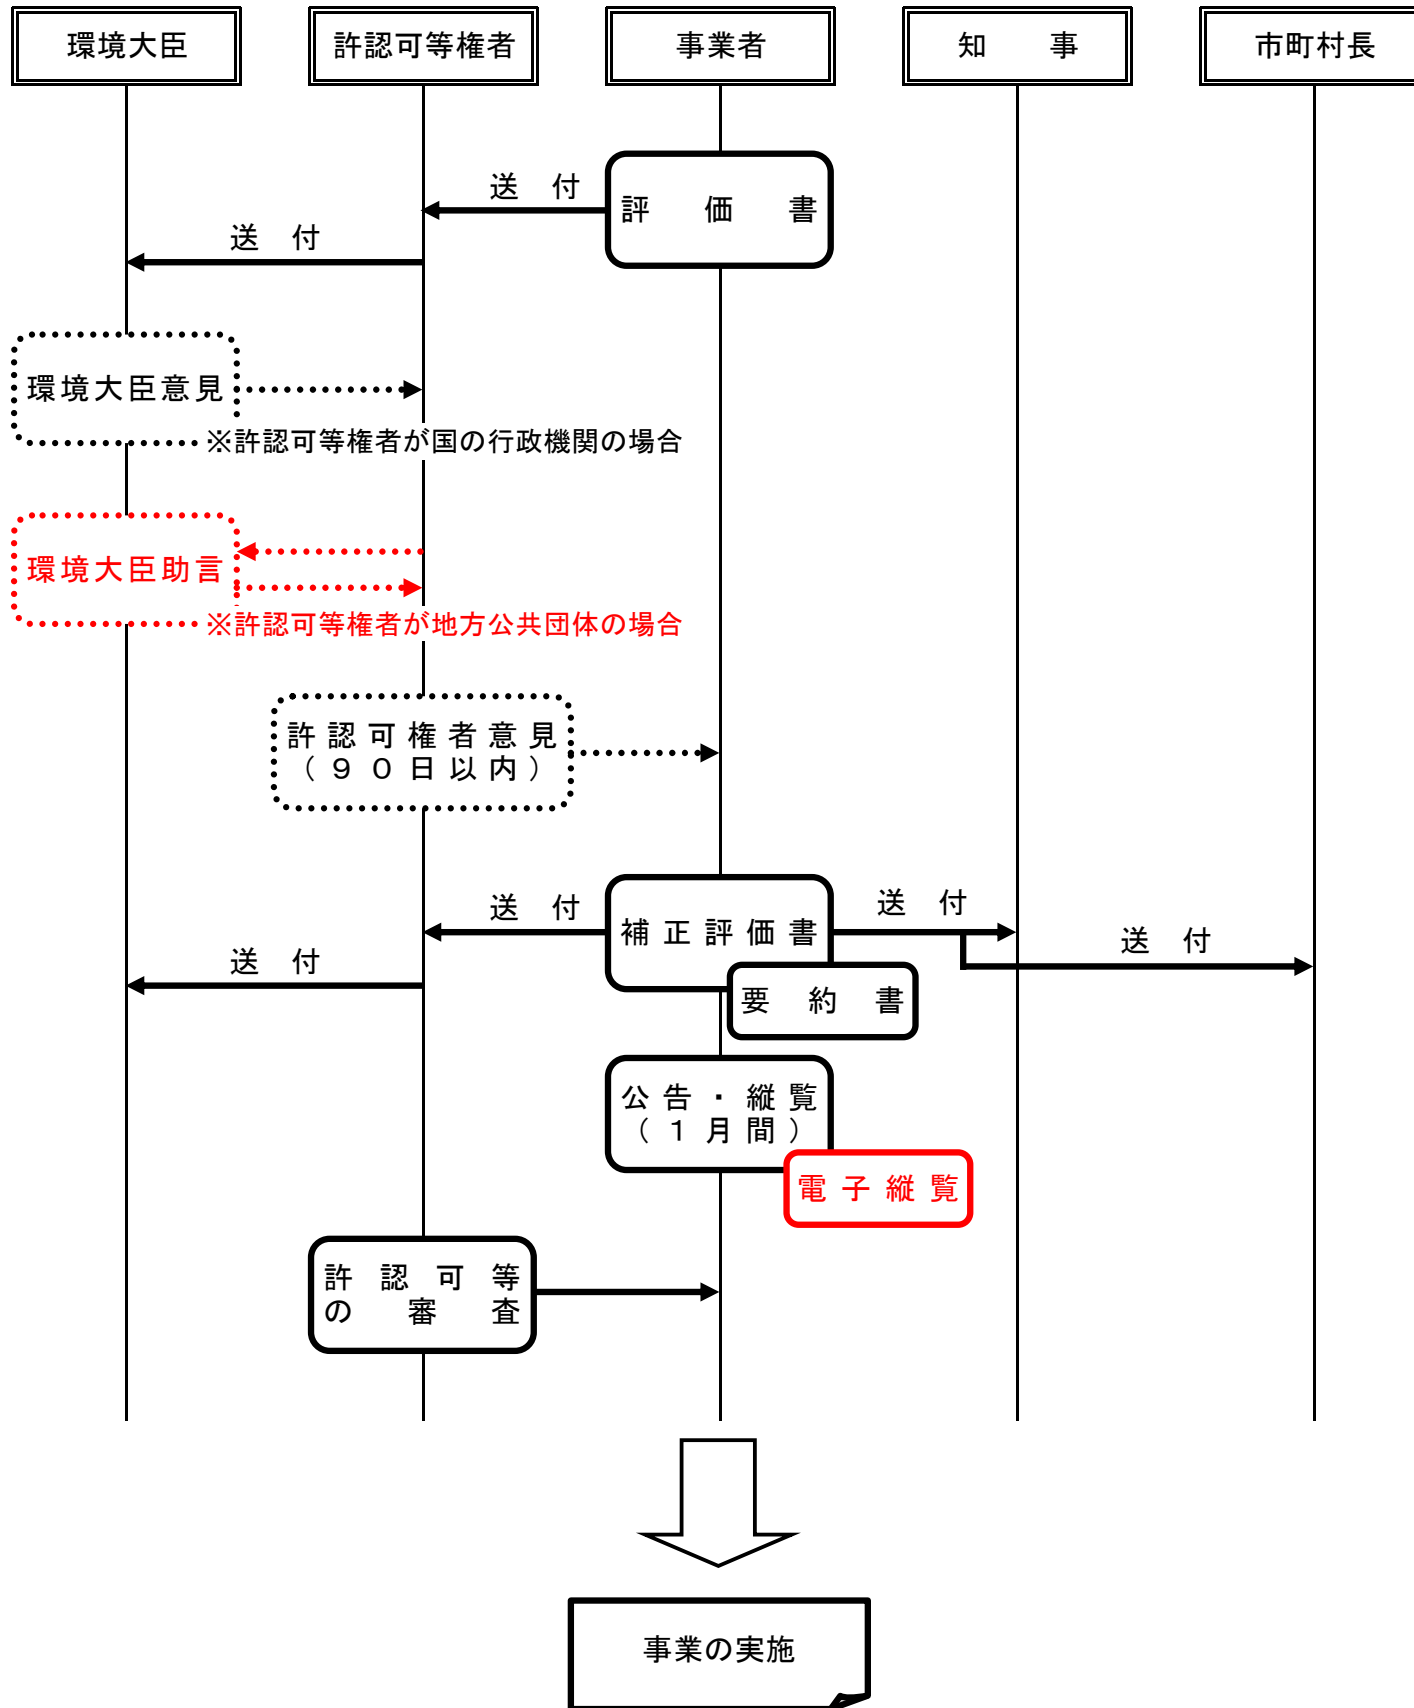 環境大臣
許認可等権者
事業者
知　事
市町村長
送　付
評　価　書
送　付
環境大臣意見
※許認可等権者が国の行政機関の場合
環境大臣助言
※許認可等権者が地方公共団体の場合
許認可権者意見
（９０日以内）
送　付
補正評価書
送　付
送　付
送　付
要　約　書
公告・縦覧
（１月間）
電子縦覧
許認可等
の審査
事業の実施